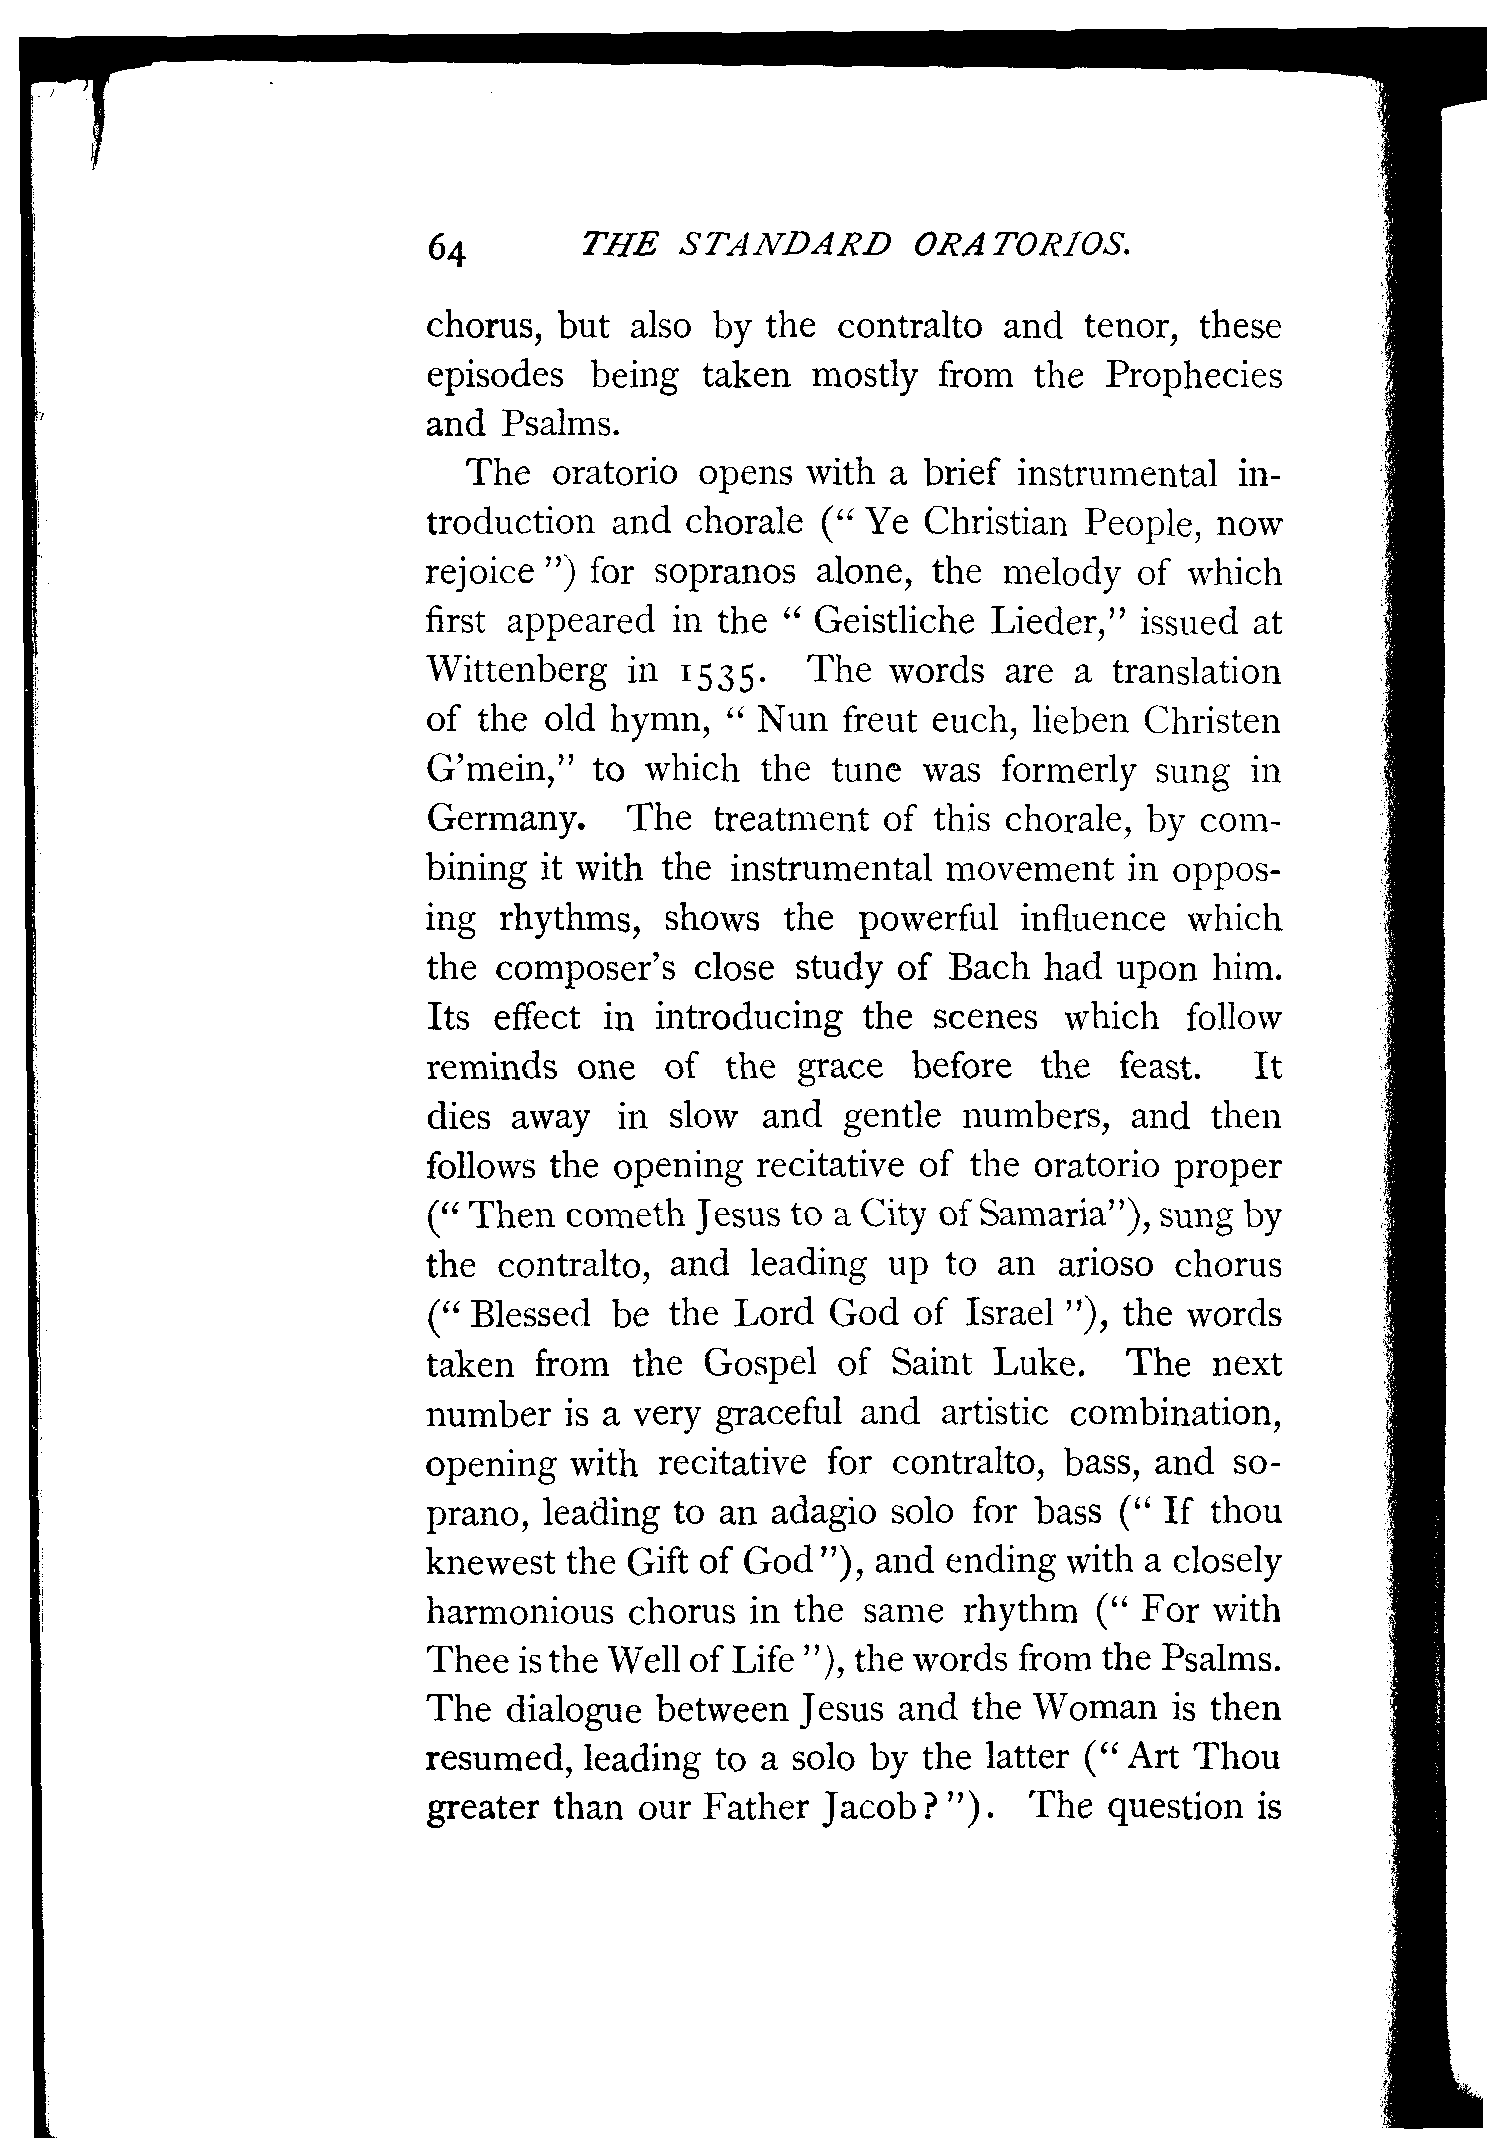 64 THE STANDARD ORATORIOS.
chorus, but also by the contralto and tenor, these
episodes being taken mostly from the Prophecies
and Psalms.
The oratorio opens with a brief instrumental in-
troduction and chorale (“ Ye Christian People, now
rejoice ”) for sopranos alone, the melody of which
first appeared in the “ Geistliche Lieder,” issued at
Wittenberg in 1535. The words are a translation
of the old hymn, “ Nun freut euch, lieben Christen
G’mein,” to which the tune was formerly sung in
Germany. The treatment of this chorale, by com-
bining it with the instrumental movement in oppos-
ing rhythms, shows the powerful influence which
the composer’s close study of Bach had upon him.
Its effect in introducing the scenes which follow
reminds one of the grace before the feast. It
dies away in slow and gentle numbers, and then
follows the opening recitative of the oratorio proper
(“ Then cometh Jesus to a City of Samaria”), sung by
the contralto, and leading up to an arioso chorus
(“ Blessed be the Lord God of Israel ”), the words
taken from the Gospel of Saint Luke. The next
number is a very graceful and artistic combination,
opening with recitative for contralto, bass, and so-
prano, leading to an adagio solo for bass (“ If thou
knewest the Gift of God”), and ending with a closely
harmonious chorus in the same rhythm (“ For with
Thee is the Well of Life ”), the words from the Psalms.
The dialogue between Jesus and the Woman is then
resumed, leading to a solo by the latter (“ Art Thou
greater than our Father Jacob? ”). The question is